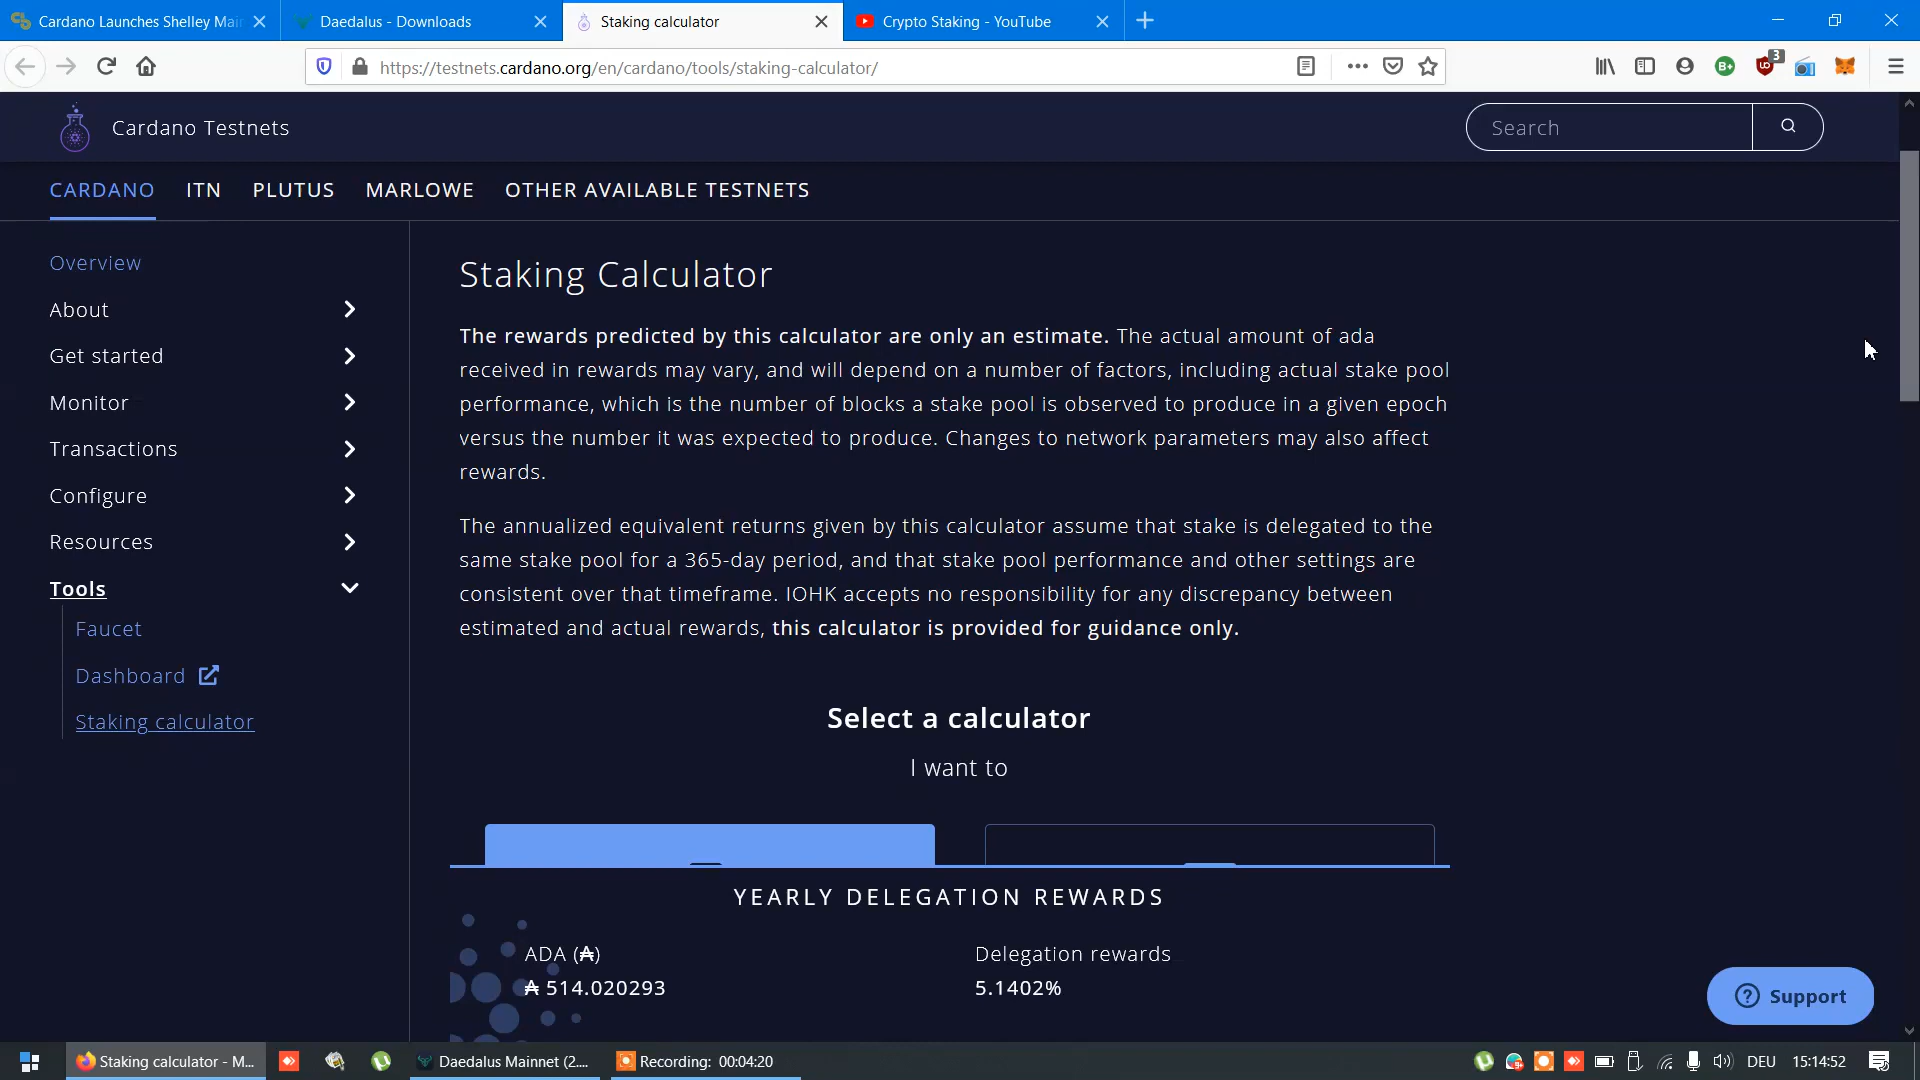 Cardano Launches Shelley Mai
Daedalus - Downloads
Staking calculator
Crypto Staking - YouTube
https://testnets.cardano.org/en/cardano/tools/staking-calculator/
B+
3
Cardano Testnets
Search
CARDANO
ITN
PLUTUS
MARLOWE
OTHER AVAILABLE TESTNETS
Overview
About
Get started
Monitor
Transactions
Configure
Resources
Tools
Faucet
Dashboard
Staking calculator
Staking Calculator
The rewards predicted by this calculator are only an estimate. The actual amount of ada
received in rewards may vary, and will depend on a number of factors, including actual stake pool
performance, which is the number of blocks a stake pool is observed to produce in a given epoch
versus the number it was expected to produce. Changes to network parameters may also affect
rewards.
The annualized equivalent returns given by this calculator assume that stake is delegated to the
same stake pool for a 365-day period, and that stake pool performance and other settings are
consistent over that timeframe. IOHK accepts no responsibility for any discrepancy between
estimated and actual rewards, this calculator is provided for guidance only.
Select a calculator
I want to
YEARLY DELEGATION REWARDS
ADA (₳)
Delegation rewards
₳ 514.020293
5.1402%
Support
Staking calculator - M...
Daedalus Mainnet (2....
Recording: 00:04:20
DEU
15:14:52